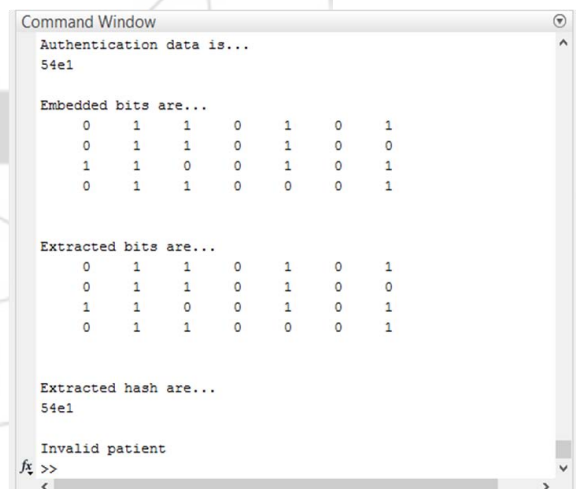 Command Window
Authentication data is...
54e1
Embedded bits are...
0 1 1 0 1 0 1
0 1 1 0 1 0 0
1 1 0 0 1 0 1
0 1 1 0 0 0 1
Extracted bits are...
0 1 1 0 1 0 1
0 1 1 0 1 0 0
1 1 0 0 1 0 1
0 1 1 0 0 0 1
Extracted hash are...
54e1
Invalid patient
fx >>